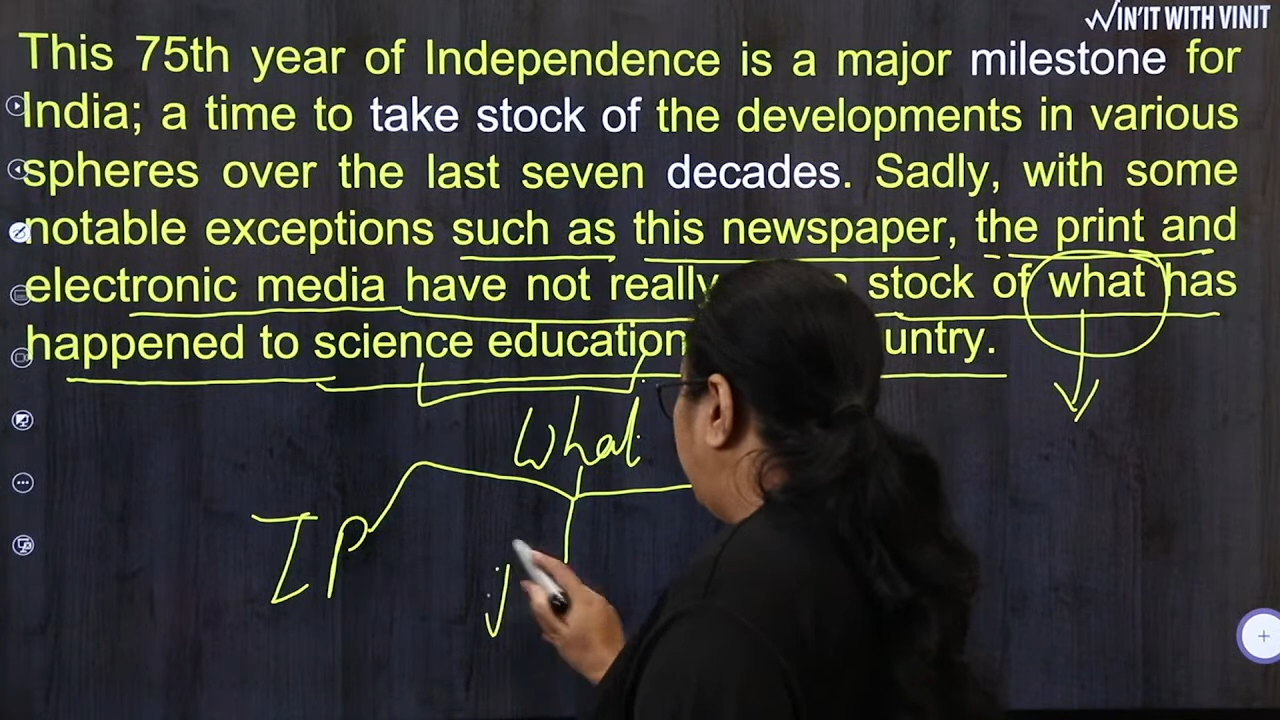 WIN'IT WITH VINIT
This 75th year of Independence is a major milestone for
India; a time to take stock of the developments in various
spheres over the last seven decades. Sadly, with some
notable exceptions such as this newspaper, the print and
electronic media have not really stock of what has
happened to science education untry.
What
IP